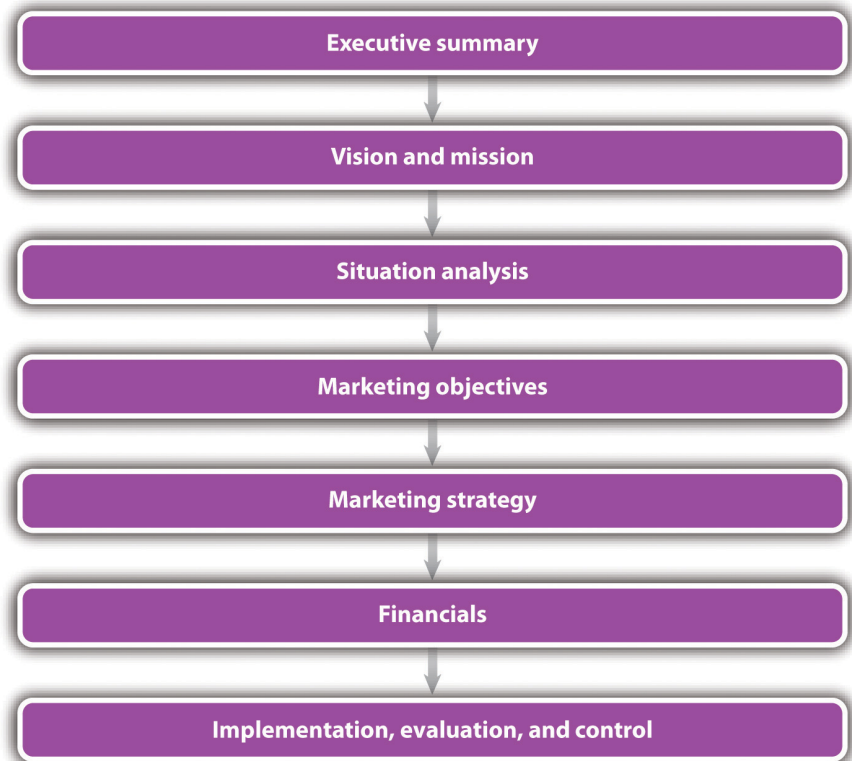 Executive summary
Vision and mission
Situation analysis
Marketing objectives
Marketing strategy
Financials
Implementation, evaluation, and control